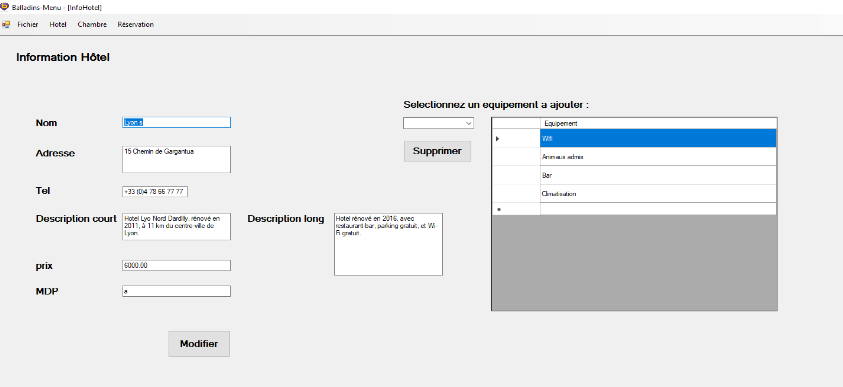 Balladins-Menu - [InfoHotel]
Fichier Hotel Chambre Réservation
Information Hôtel
Selectionnez un equipement a ajouter :
Nom Lyon s
Equipement
Supprimer
Wifi
Adresse 15 Chemin de Gargantua
Animaux admis
Bar
Tel +33 (0)4 78 66 77 77
Climatisation
Description court Hotel Lyo Nord Dardilly, rénové en
2011, à 11 km du centre-ville de
Lyon.
Description long Hotel rénové en 2016, avec
restaurant-bar, parking gratuit, et Wi-
Fi gratuit.
prix 6000.00
MDP a
Modifier